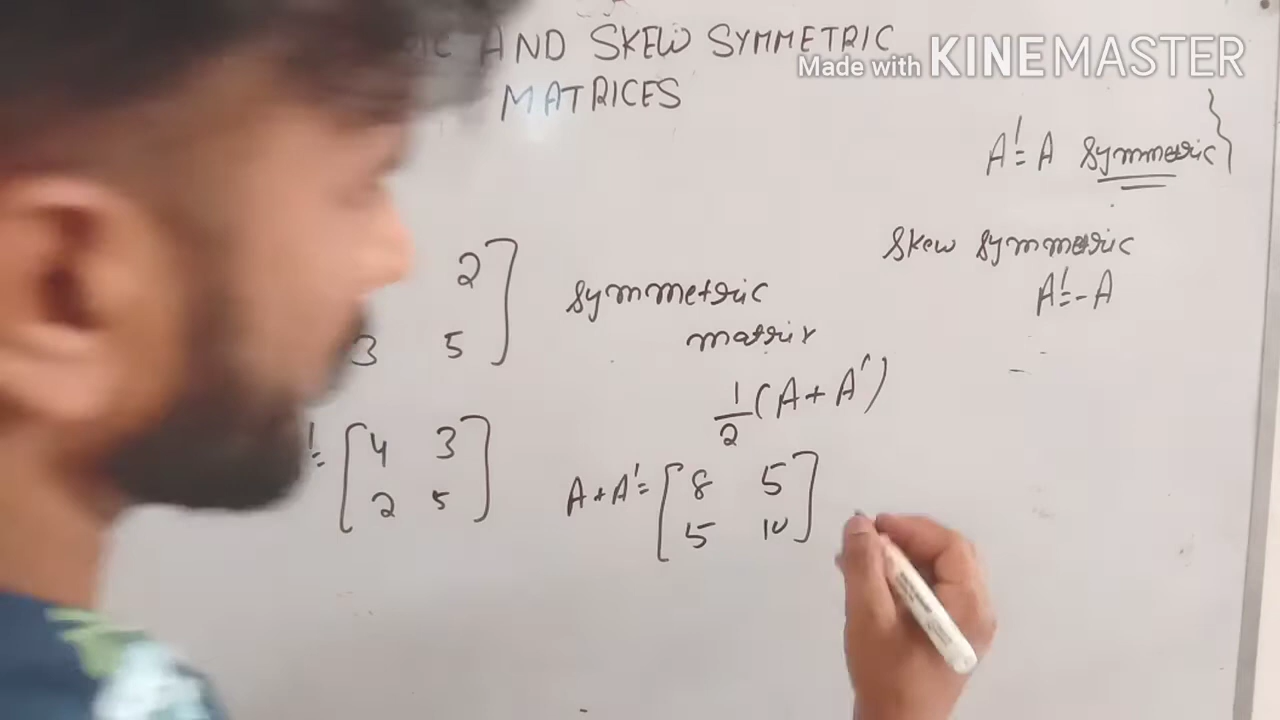 IC AND SKEW SYMMETRIC
MATRICES
Made with KINEMASTER
A'= A Symmetric
Skew Symmetric
A'=-A
2
3 5
Symmetric
matrix
1/2 (A+A')
'= [4 3
2 5]
A+A'= [8 5
5 10]